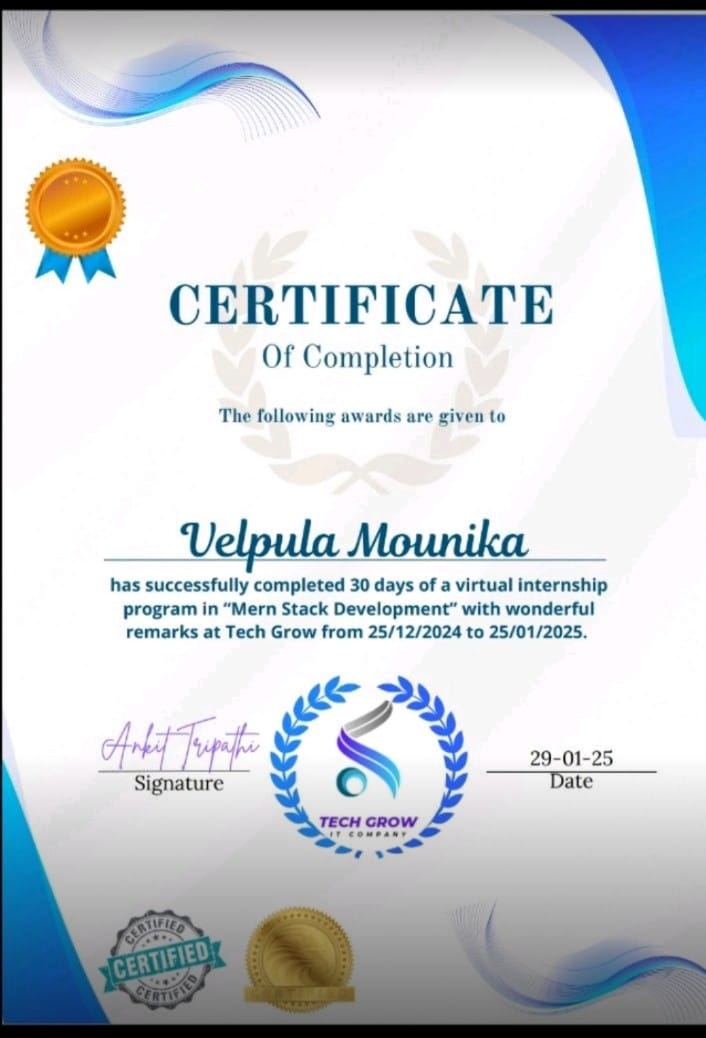 CERTIFICATE
Of Completion
The following awards are given to
Velpula Mounika
has successfully completed 30 days of a virtual internship
program in “Mern Stack Development” with wonderful
remarks at Tech Grow from 25/12/2024 to 25/01/2025.
Ankit Tripathi
Signature
TECH GROW
IT COMPANY
29-01-25
Date
CERTIFIED
CERTIFIED
CERTIFIED